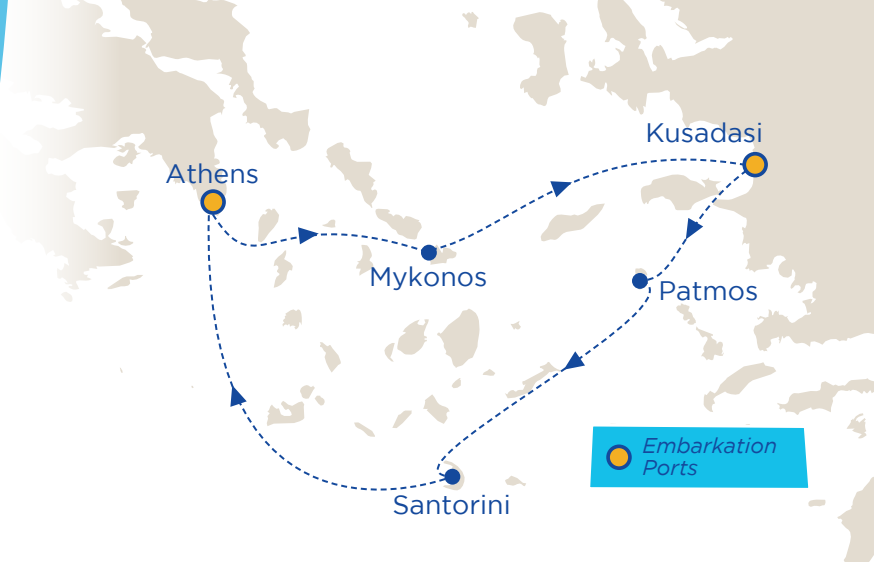 Kusadasi
Athens
Mykonos
Patmos
Embarkation
Ports
Santorini